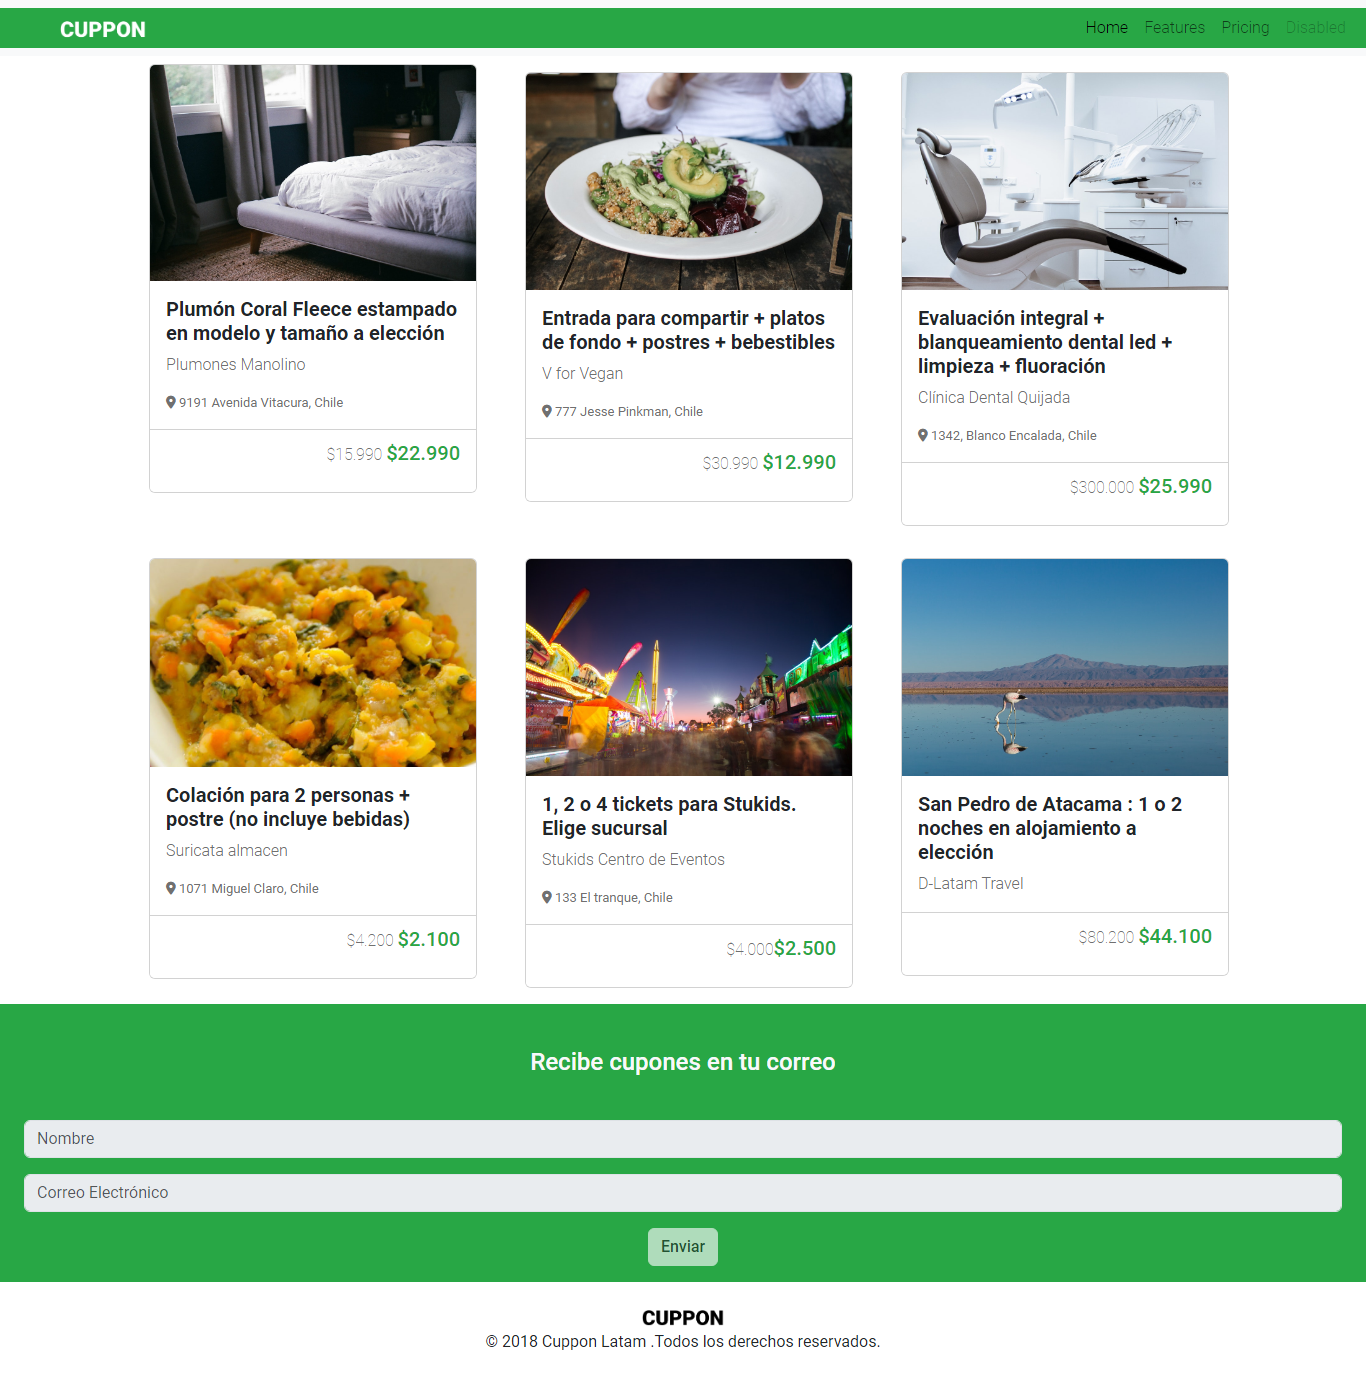 CUPPON
Home Features Pricing Disabled
Plumón Coral Fleece estampado
en modelo y tamaño a elección
Plumones Manolino
9191 Avenida Vitacura, Chile
$15.990 $22.990
Entrada para compartir + platos
de fondo + postres + bebestibles
V for Vegan
777 Jesse Pinkman, Chile
$30.990 $12.990
Evaluación integral +
blanqueamiento dental led +
limpieza + fluoración
Clínica Dental Quijada
1342, Blanco Encalada, Chile
$300.000 $25.990
Colación para 2 personas +
postre (no incluye bebidas)
Suricata almacen
1071 Miguel Claro, Chile
$4.200 $2.100
1, 2 o 4 tickets para Stukids.
Elige sucursal
Stukids Centro de Eventos
133 El tranque, Chile
$4.000$2.500
San Pedro de Atacama : 1 o 2
noches en alojamiento a
elección
D-Latam Travel
$80.200 $44.100
Recibe cupones en tu correo
Nombre
Correo Electrónico
Enviar
CUPPON
© 2018 Cuppon Latam .Todos los derechos reservados.